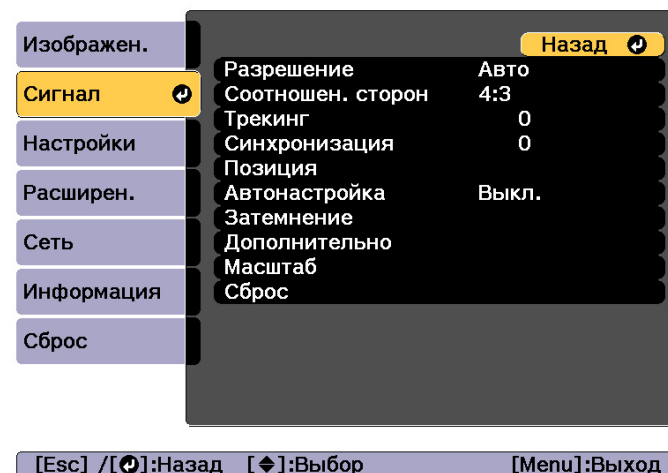 Изображен.
Сигнал
Настройки
Расширен.
Сеть
Информация
Сброс
Назад
Разрешение Авто
Соотношен. сторон 4:3
Трекинг 0
Синхронизация 0
Позиция
Автонастройка Выкл.
Затемнение
Дополнительно
Масштаб
Сброс
[Esc] /[⏎]:Назад [◆]:Выбор [Menu]:Выход